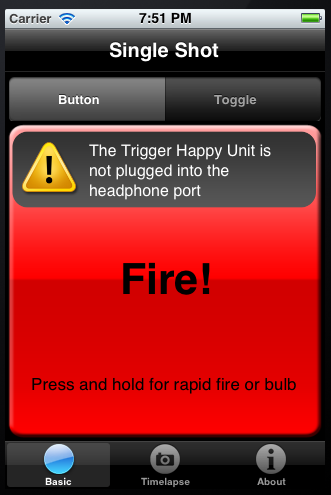 Carrier 7:51 PM
Single Shot
Button Toggle
The Trigger Happy Unit is
not plugged into the
headphone port
Fire!
Press and hold for rapid fire or bulb
Basic Timelapse About